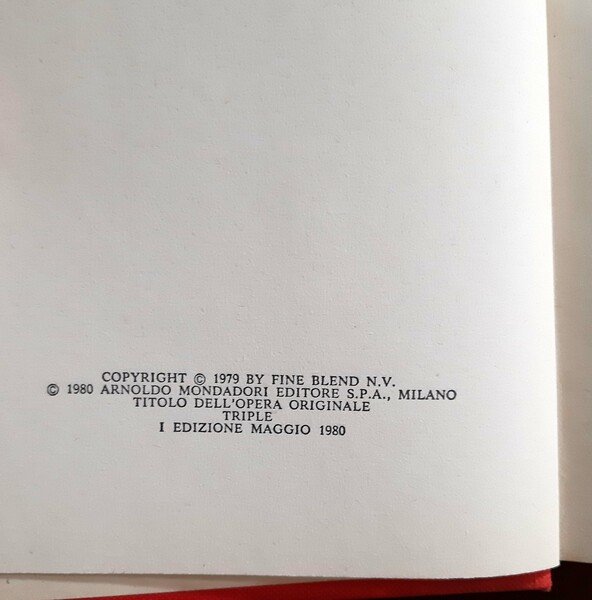 COPYRIGHT © 1979 BY FINE BLEND N.V.
© 1980 ARNOLDO MONDADORI EDITORE S.P.A., MILANO
TITOLO DELL'OPERA ORIGINALE
TRIPLE
I EDIZIONE MAGGIO 1980